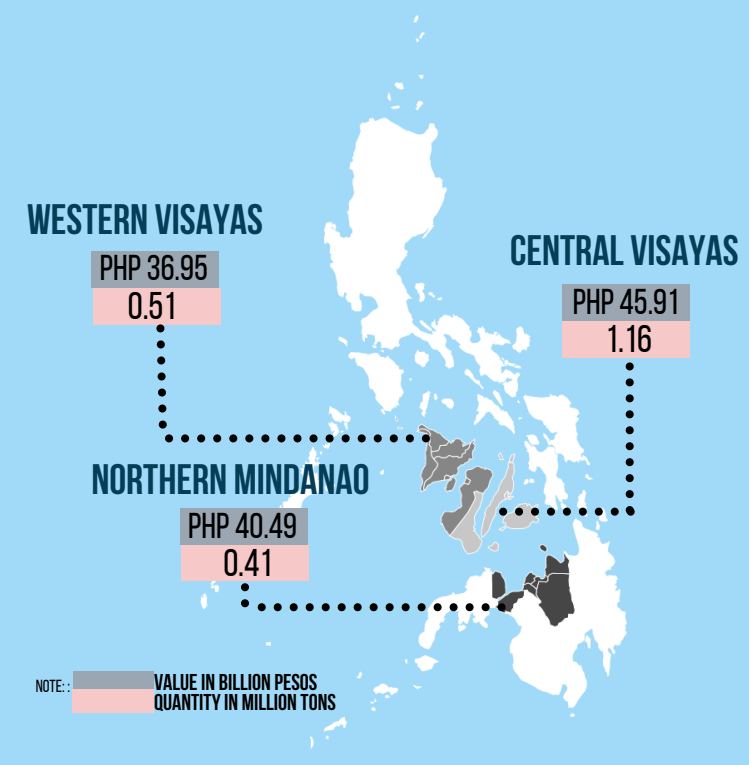 WESTERN VISAYAS
PHP 36.95
0.51
CENTRAL VISAYAS
PHP 45.91
1.16
NORTHERN MINDANAO
PHP 40.49
0.41
NOTE: : VALUE IN BILLION PESOS
QUANTITY IN MILLION TONS